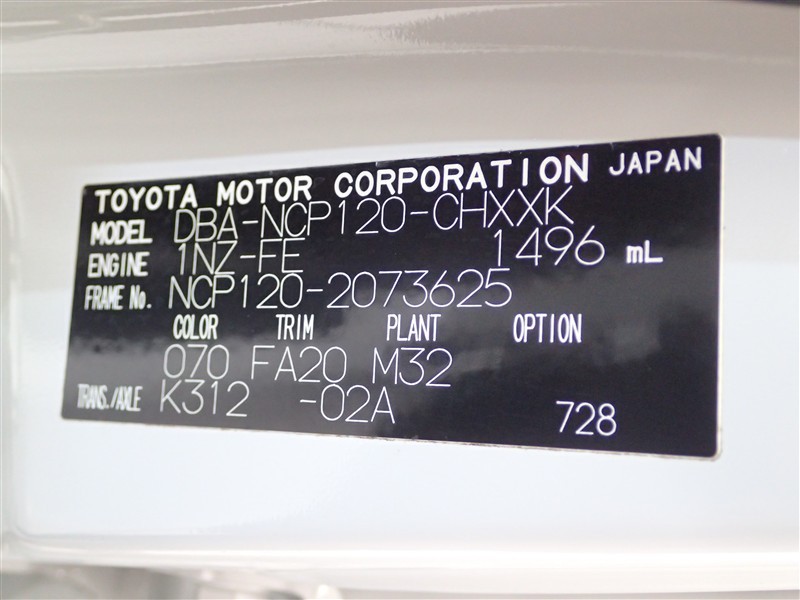 TOYOTA MOTOR CORPORATION JAPAN
MODEL DBA-NCP120-CHXXK
ENGINE 1NZ-FE 1496 mL
FRAME No. NCP120-2073625
COLOR TRIM PLANT OPTION
070 FA20 M32
TRANS./AXLE K312 -02A 728